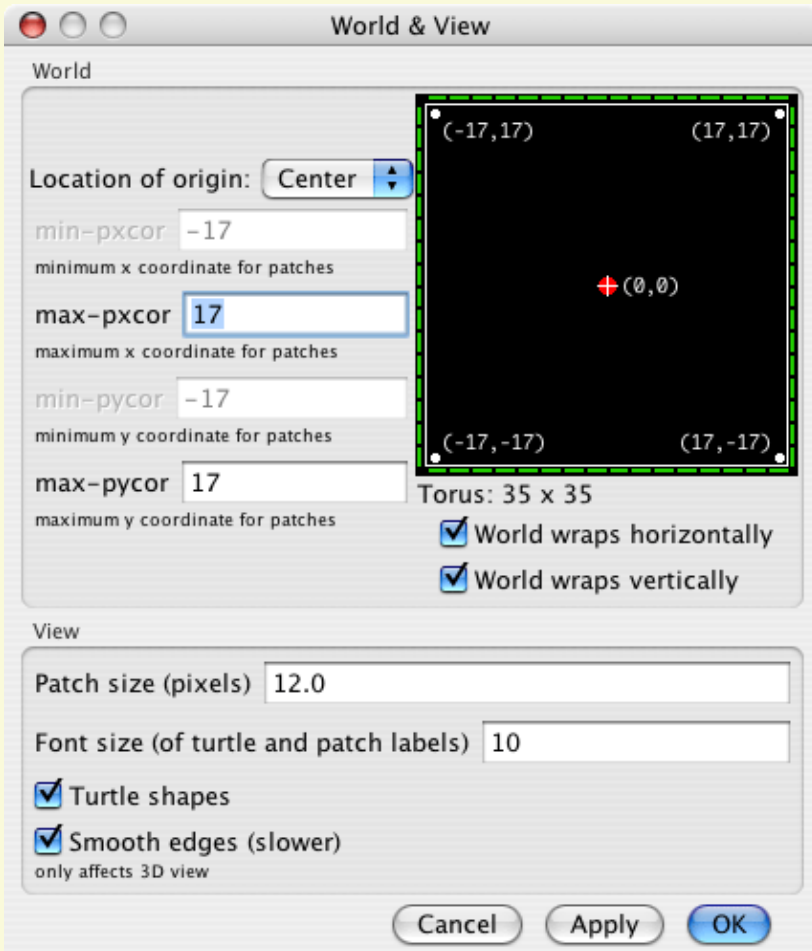 World & View
World
Location of origin: Center
min-pxcor -17
minimum x coordinate for patches
max-pxcor 17
maximum x coordinate for patches
min-pycor -17
minimum y coordinate for patches
max-pycor 17
maximum y coordinate for patches
(-17,17) (17,17)
(0,0)
(-17,-17) (17,-17)
Torus: 35 x 35
World wraps horizontally
World wraps vertically
View
Patch size (pixels) 12.0
Font size (of turtle and patch labels) 10
Turtle shapes
Smooth edges (slower)
only affects 3D view
Cancel Apply OK